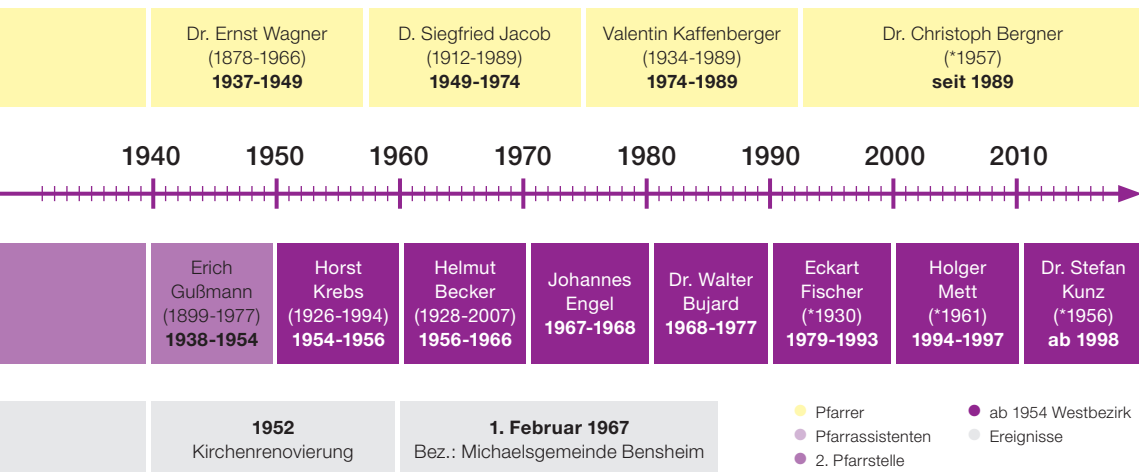 Dr. Ernst Wagner
(1878-1966)
1937-1949
D. Siegfried Jacob
(1912-1989)
1949-1974
Valentin Kaffenberger
(1934-1989)
1974-1989
Dr. Christoph Bergner
(*1957)
seit 1989
1940 1950 1960 1970 1980 1990 2000 2010
Erich
Gußmann
(1899-1977)
1938-1954
Horst
Krebs
(1926-1994)
1954-1956
Helmut
Becker
(1928-2007)
1956-1966
Johannes
Engel
1967-1968
Dr. Walter
Bujard
1968-1977
Eckart
Fischer
(*1930)
1979-1993
Holger
Mett
(*1961)
1994-1997
Dr. Stefan
Kunz
(*1956)
ab 1998
1952
Kirchenrenovierung
1. Februar 1967
Bez.: Michaelsgemeinde Bensheim
Pfarrer
Pfarrassistenten
2. Pfarrstelle
ab 1954 Westbezirk
Ereignisse